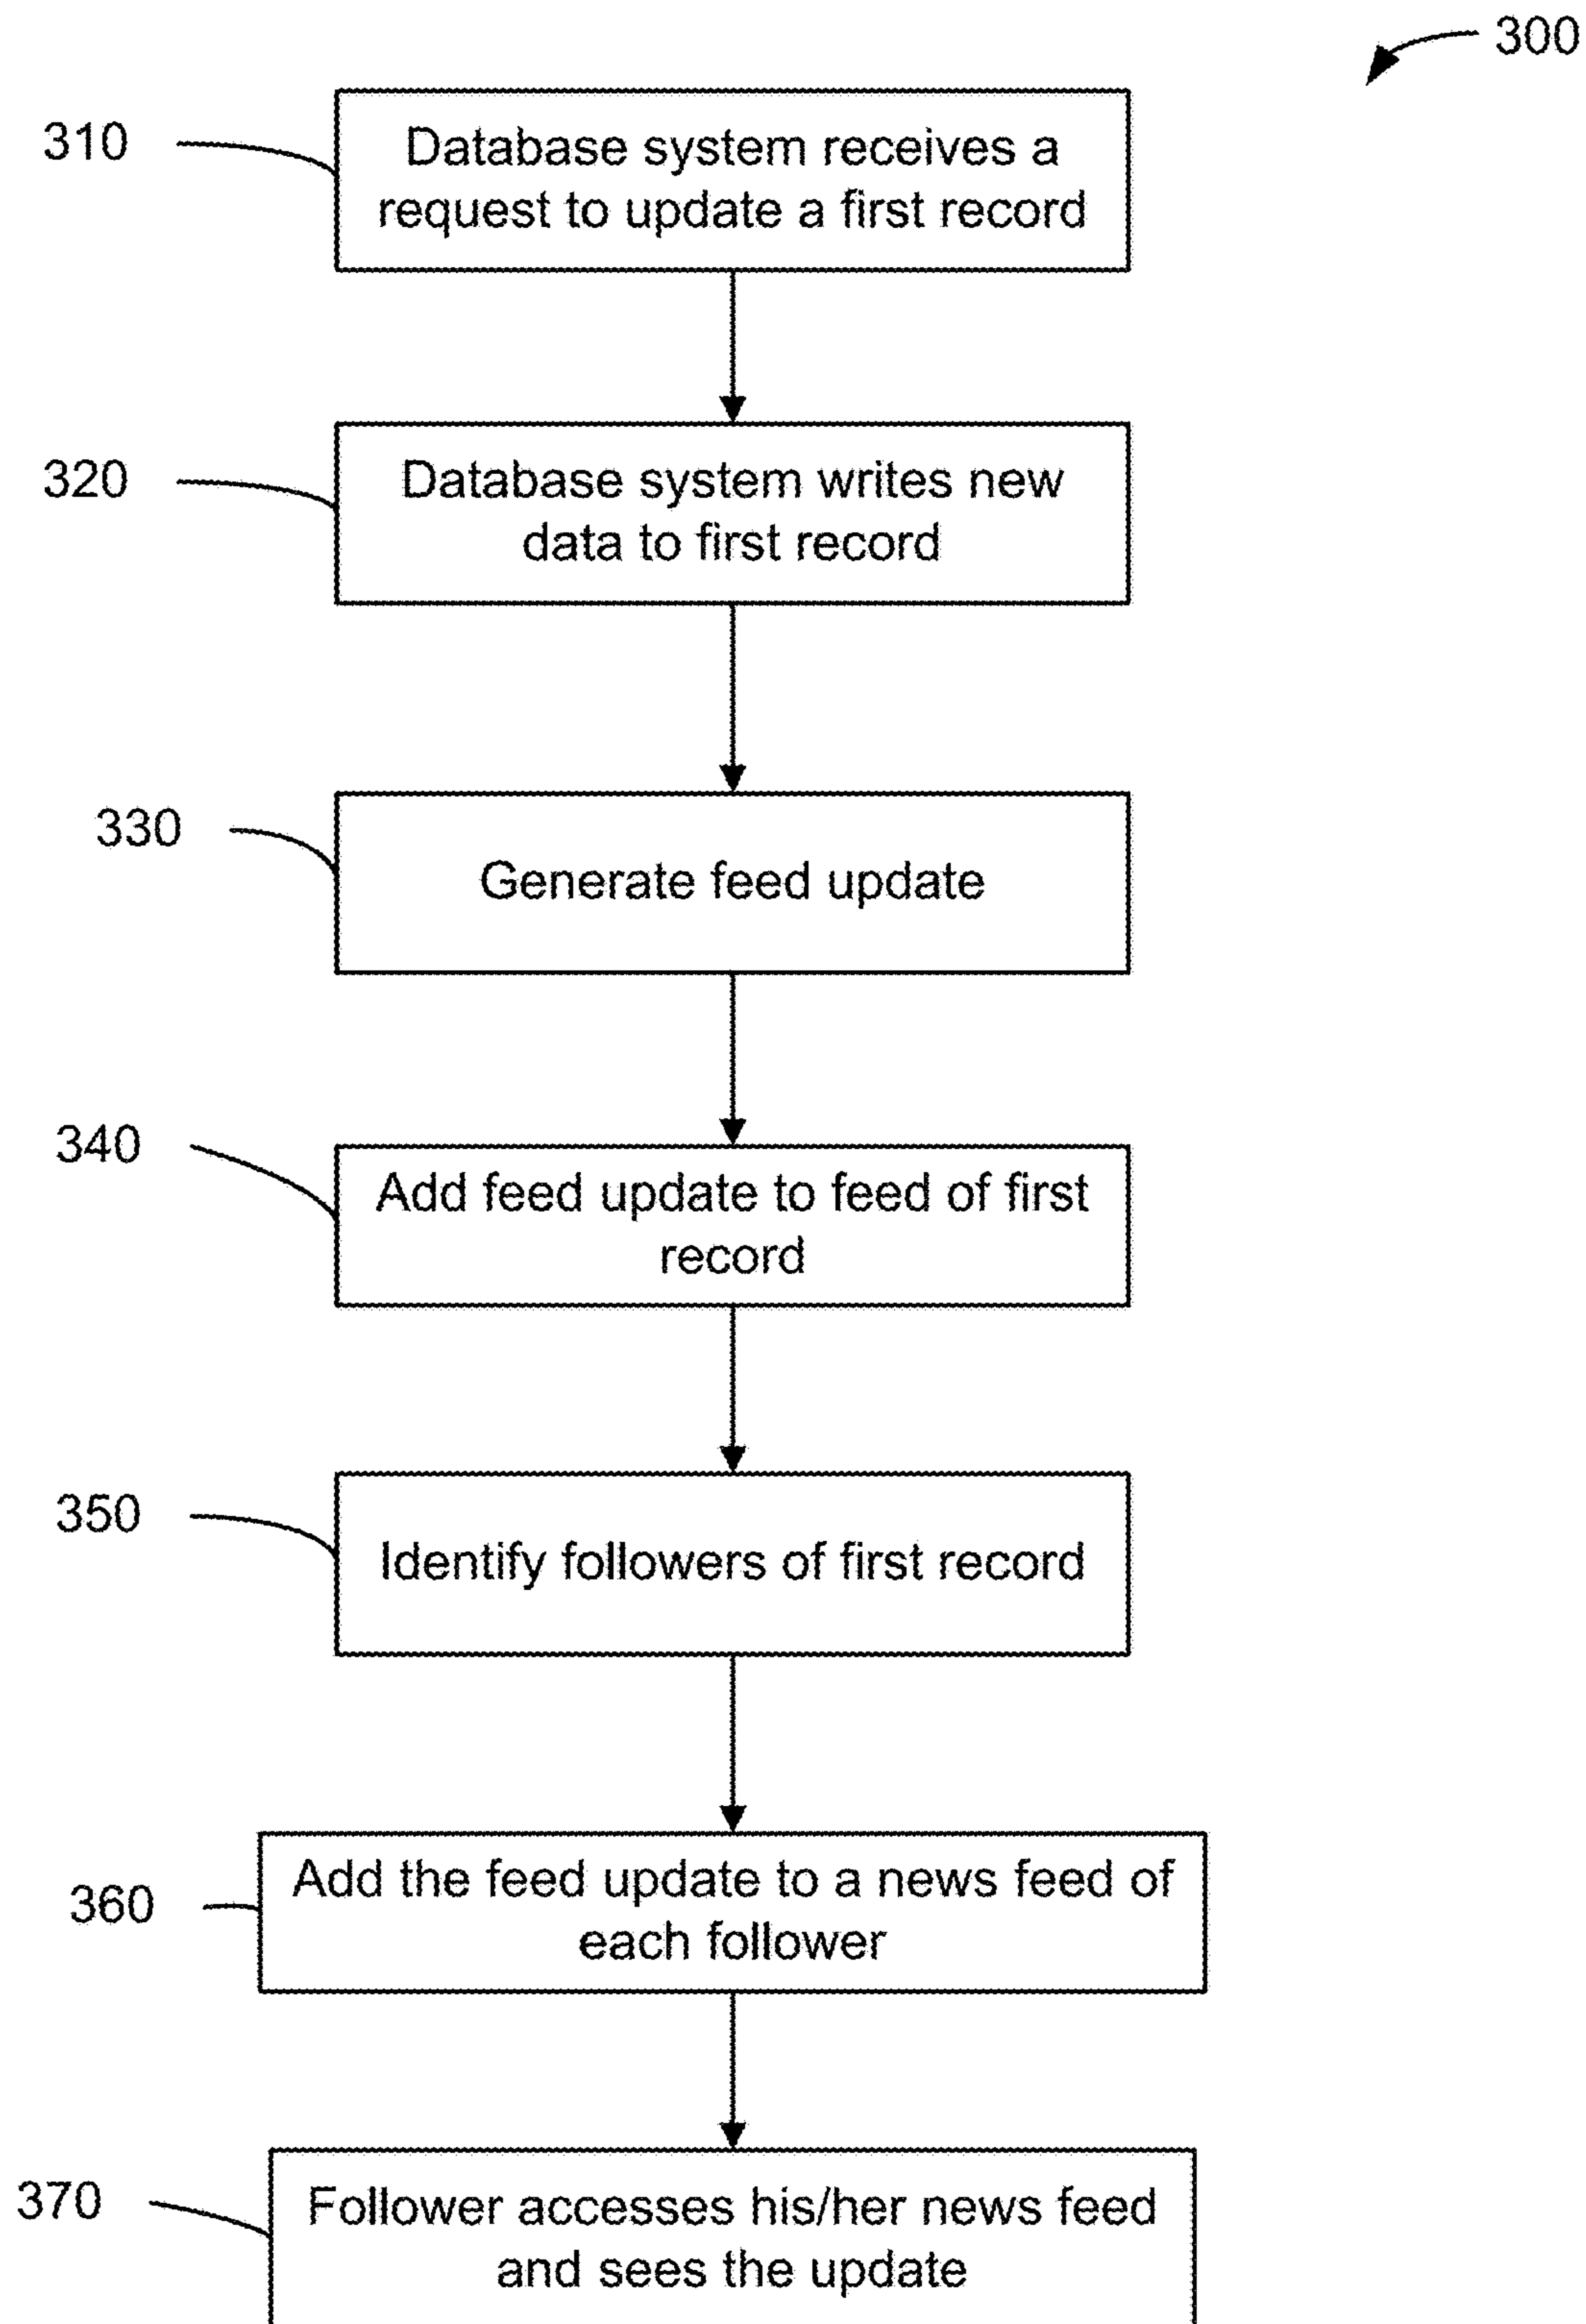 300
310
Database system receives a
request to update a first record
320
Database system writes new
data to first record
330
Generate feed update
340
Add feed update to feed of first
record
350
Identify followers of first record
360
Add the feed update to a news feed of
each follower
370
Follower accesses his/her news feed
and sees the update